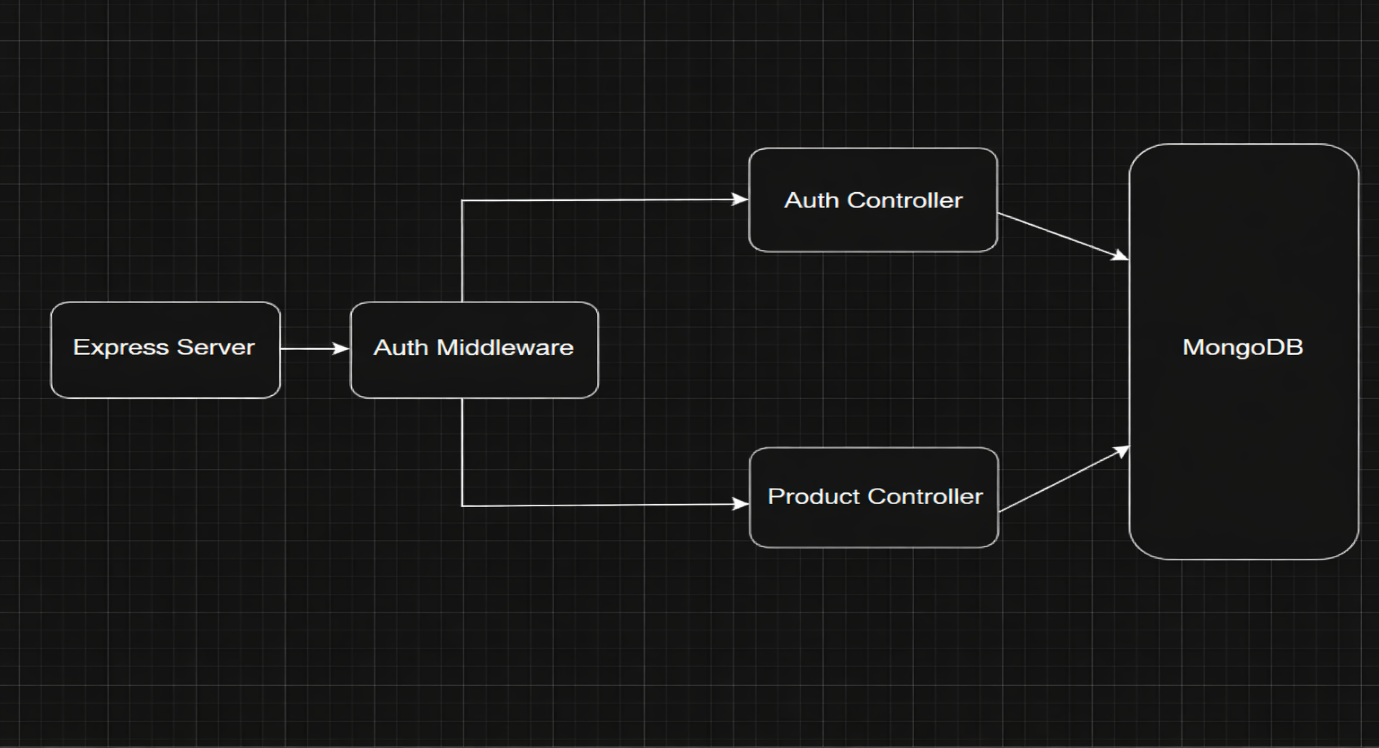 Express Server
Auth Middleware
Auth Controller
Product Controller
MongoDB